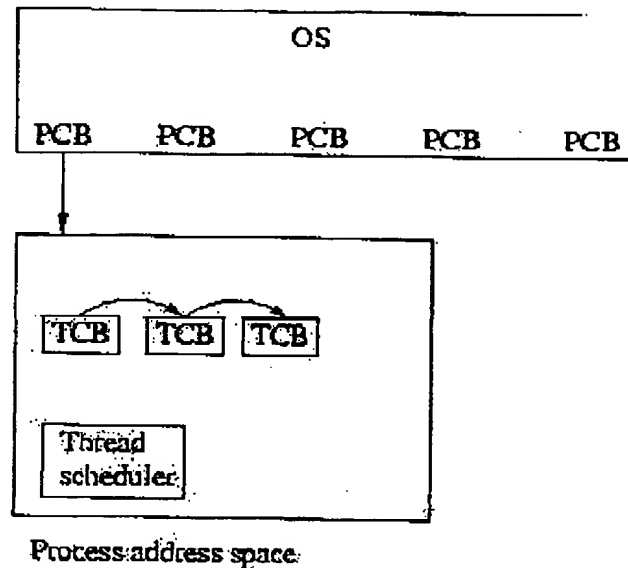 OS
PCB PCB PCB PCB PCB
TCB TCB TCB
Thread
scheduler
Process address space